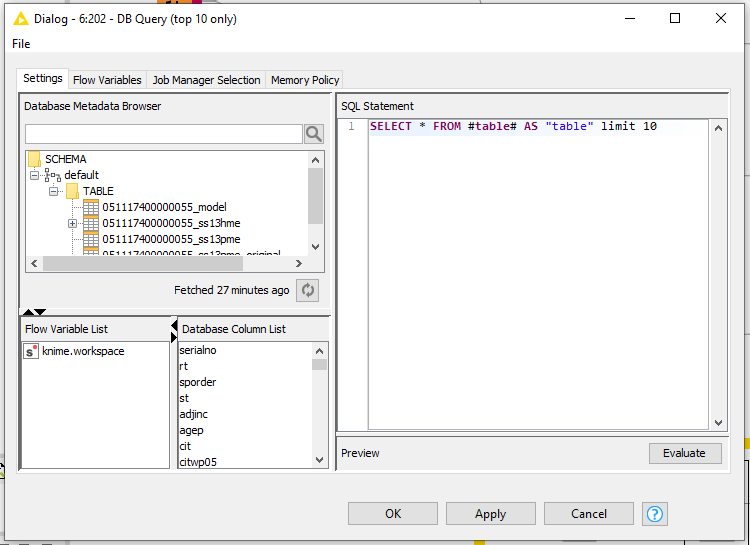 Dialog - 6:202 - DB Query (top 10 only)
File
Settings Flow Variables Job Manager Selection Memory Policy
Database Metadata Browser
SCHEMA
default
TABLE
051117400000055_model
051117400000055_ss13hme
051117400000055_ss13pme
051117400000055_ss13pme_original
Fetched 27 minutes ago
Flow Variable List
s knime.workspace
Database Column List
serialno
rt
sporder
st
adjinc
agep
cit
citwp05
SQL Statement
1 SELECT * FROM #table# AS "table" limit 10
Preview Evaluate
OK Apply Cancel ?